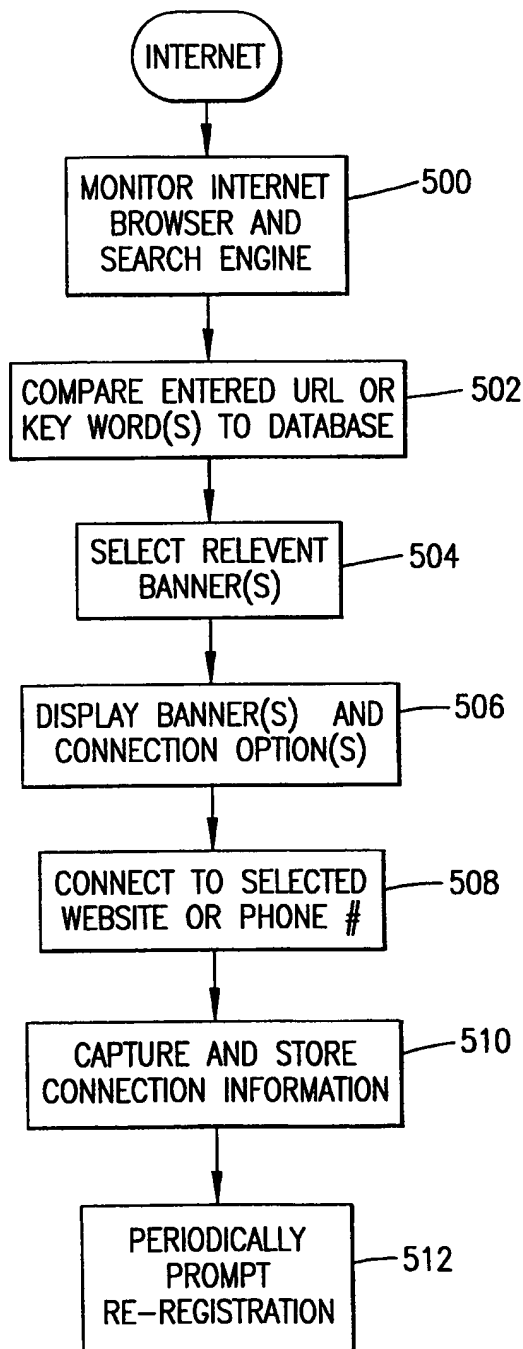 INTERNET
MONITOR INTERNET
BROWSER AND
SEARCH ENGINE
500
COMPARE ENTERED URL OR
KEY WORD(S) TO DATABASE
502
SELECT RELEVENT
BANNER(S)
504
DISPLAY BANNER(S) AND
CONNECTION OPTION(S)
506
CONNECT TO SELECTED
WEBSITE OR PHONE #
508
CAPTURE AND STORE
CONNECTION INFORMATION
510
PERIODICALLY
PROMPT
RE-REGISTRATION
512